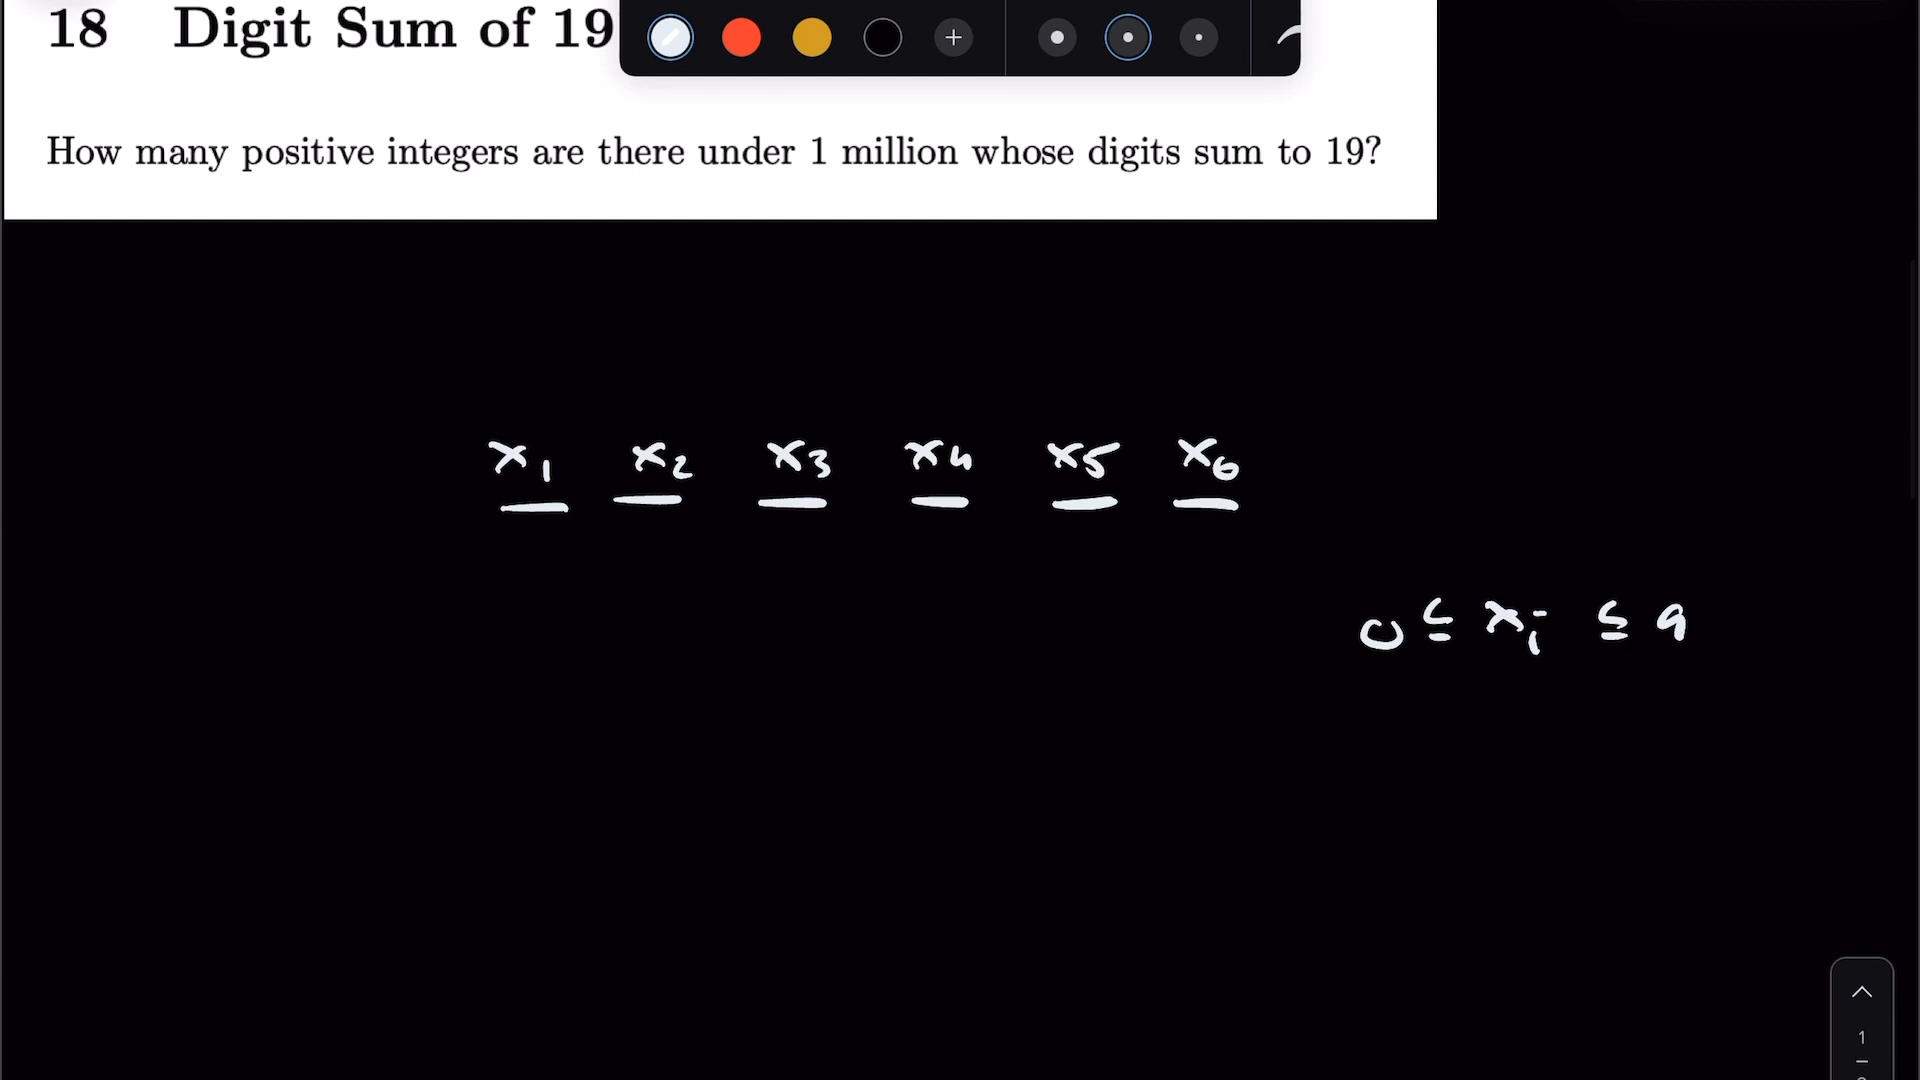 18 Digit Sum of 19
How many positive integers are there under 1 million whose digits sum to 19?
x₁ x₂ x₃ x₄ x₅ x₆
0 ≤ xᵢ ≤ 9
1